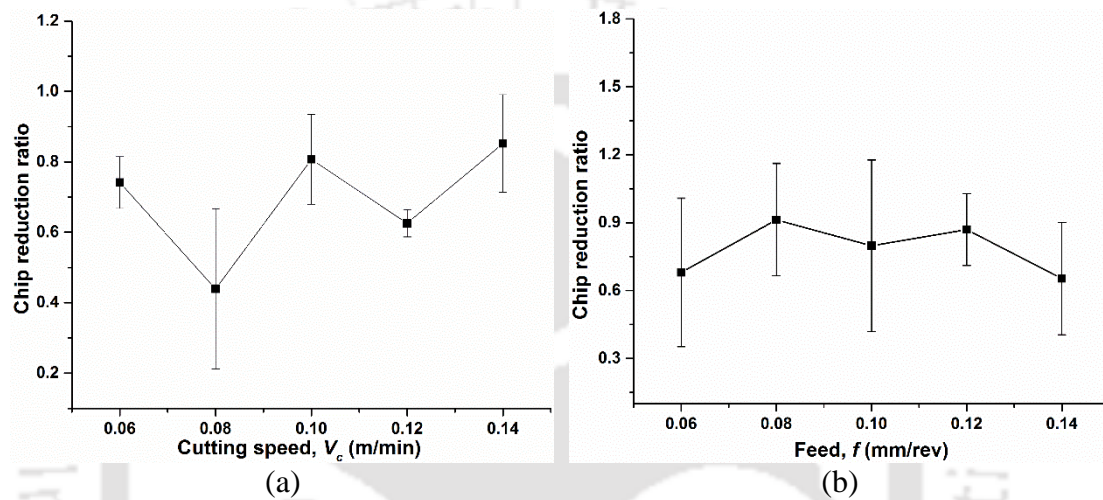 1.2
1.0
0.8
0.6
0.4
0.2
Chip reduction ratio
0.06 0.08 0.10 0.12 0.14
Cutting speed, Vc (m/min)
(a)
1.8
1.5
1.2
0.9
0.6
0.3
Chip reduction ratio
0.06 0.08 0.10 0.12 0.14
Feed, f (mm/rev)
(b)